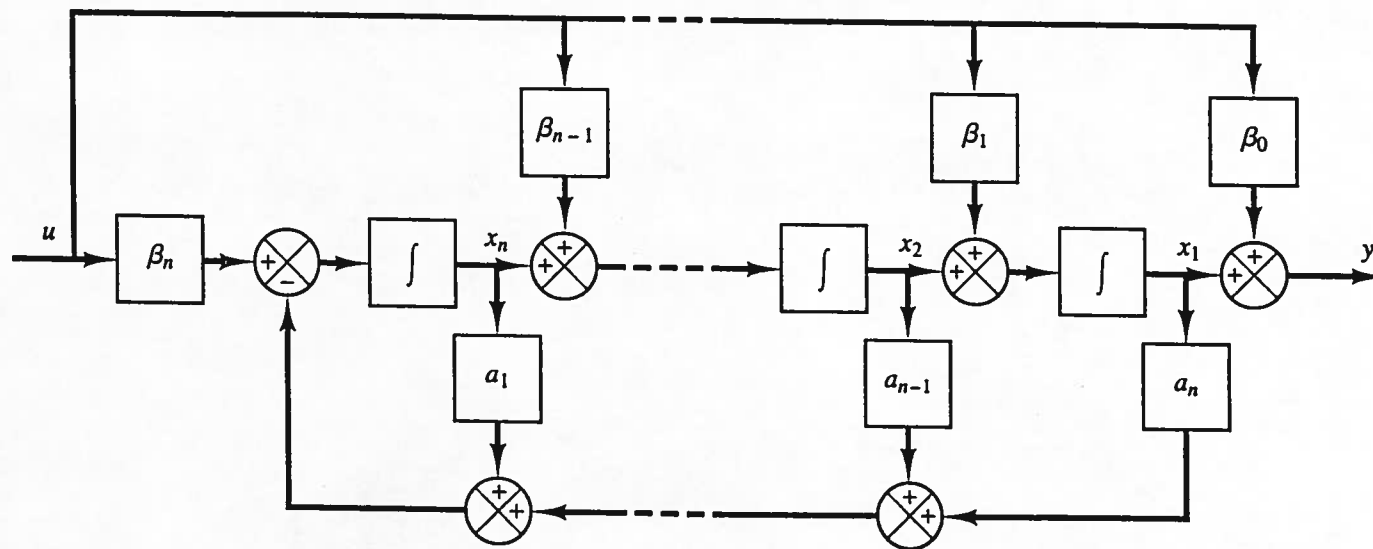 β_{n-1}
β_1
β_0
u
β_n
+
−
∫
x_n
+
+
∫
x_2
+
+
∫
x_1
+
+
y
a_1
a_{n-1}
a_n
+
+
+
+